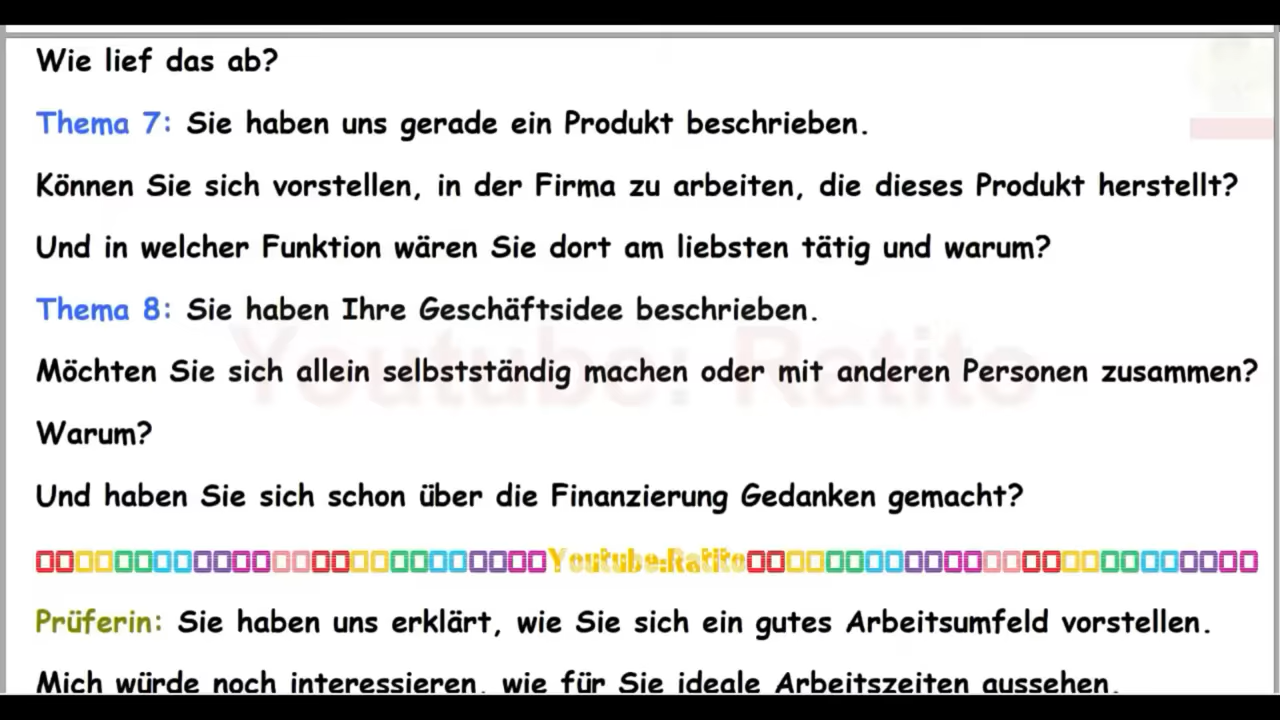 Wie lief das ab?
Thema 7: Sie haben uns gerade ein Produkt beschrieben.
Können Sie sich vorstellen, in der Firma zu arbeiten, die dieses Produkt herstellt?
Und in welcher Funktion wären Sie dort am liebsten tätig und warum?
Thema 8: Sie haben Ihre Geschäftsidee beschrieben.
Youtube: Ratito
Möchten Sie sich allein selbstständig machen oder mit anderen Personen zusammen?
Warum?
Und haben Sie sich schon über die Finanzierung Gedanken gemacht?
Youtube:Ratito
Prüferin: Sie haben uns erklärt, wie Sie sich ein gutes Arbeitsumfeld vorstellen.
Mich würde noch interessieren, wie für Sie ideale Arbeitszeiten aussehen.